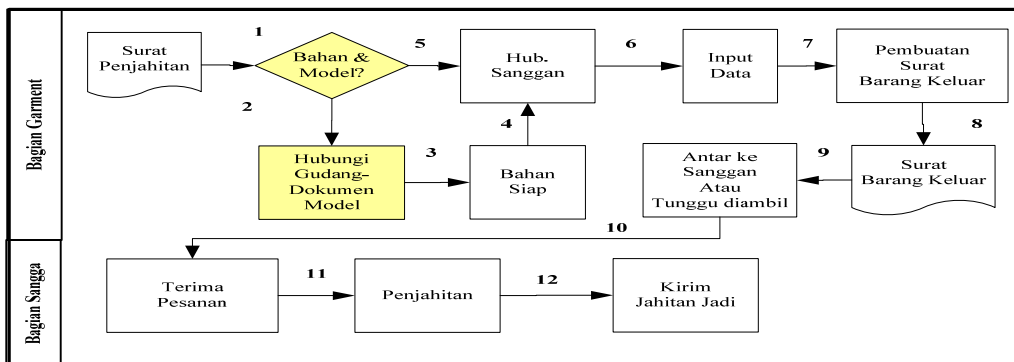 Bagian Garment
1
Surat
Penjahitan
Bahan &
Model?
5
Hub.
Sanggan
6
Input
Data
7
Pembuatan
Surat
Barang Keluar
2
4
8
Hubungi
Gudang-
Dokumen
Model
3
Bahan
Siap
Antar ke
Sanggan
Atau
Tunggu diambil
9
Surat
Barang Keluar
10
Bagian Sangga
Terima
Pesanan
11
Penjahitan
12
Kirim
Jahitan Jadi